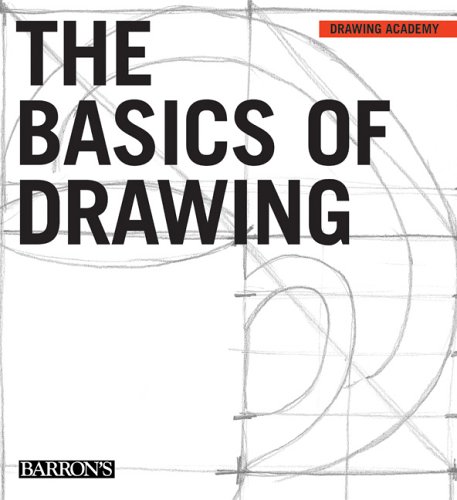 DRAWING ACADEMY
THE
BASICS OF
DRAWING
BARRON'S